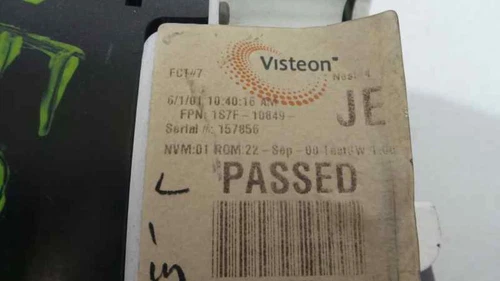 Visteon
FCT#7
6/1/01 10:40:16 AM
FPN: 1S7F-10849-
JE
Serial #: 157856
NVM:01 ROM:22-Sep-00
PASSED